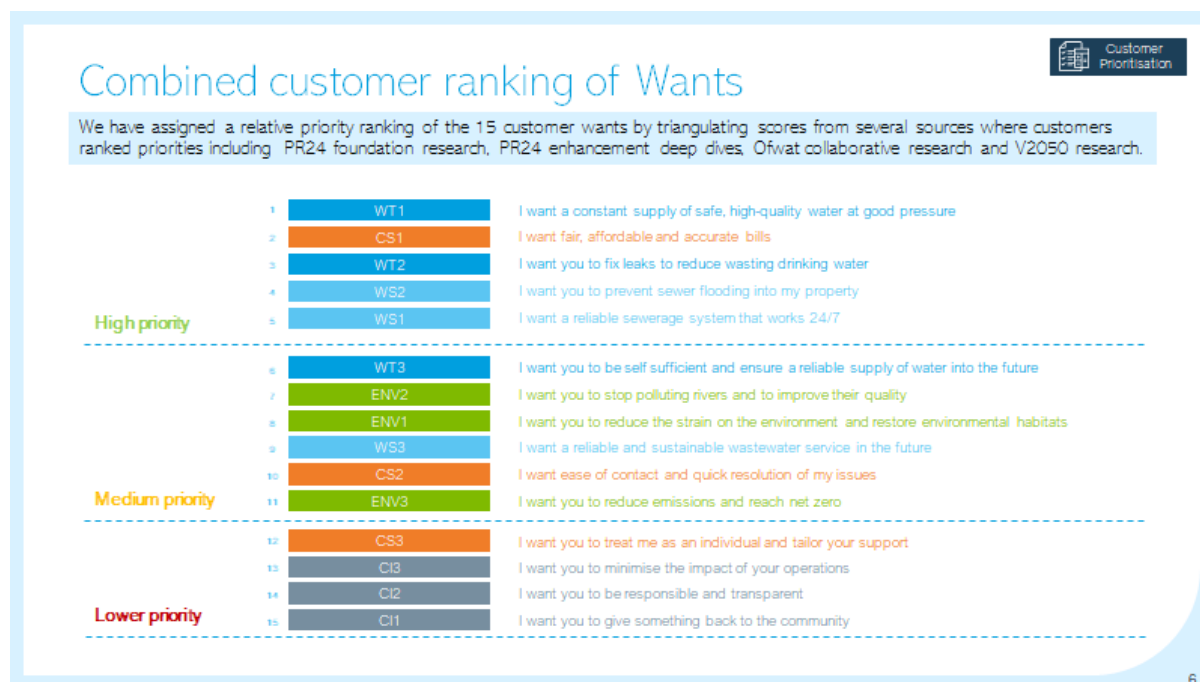 Customer
Prioritisation
Combined customer ranking of Wants
We have assigned a relative priority ranking of the 15 customer wants by triangulating scores from several sources where customers
ranked priorities including PR24 foundation research, PR24 enhancement deep dives, Ofwat collaborative research and V2050 research.
1 WT1 I want a constant supply of safe, high-quality water at good pressure
2 CS1 I want fair, affordable and accurate bills
3 WT2 I want you to fix leaks to reduce wasting drinking water
4 WS2 I want you to prevent sewer flooding into my property
5 WS1 I want a reliable sewerage system that works 24/7
High priority
6 WT3 I want you to be self sufficient and ensure a reliable supply of water into the future
7 ENV2 I want you to stop polluting rivers and to improve their quality
8 ENV1 I want you to reduce the strain on the environment and restore environmental habitats
9 WS3 I want a reliable and sustainable wastewater service in the future
10 CS2 I want ease of contact and quick resolution of my issues
Medium priority
11 ENV3 I want you to reduce emissions and reach net zero
12 CS3 I want you to treat me as an individual and tailor your support
13 CI3 I want you to minimise the impact of your operations
14 CI2 I want you to be responsible and transparent
Lower priority
15 CI1 I want you to give something back to the community
6